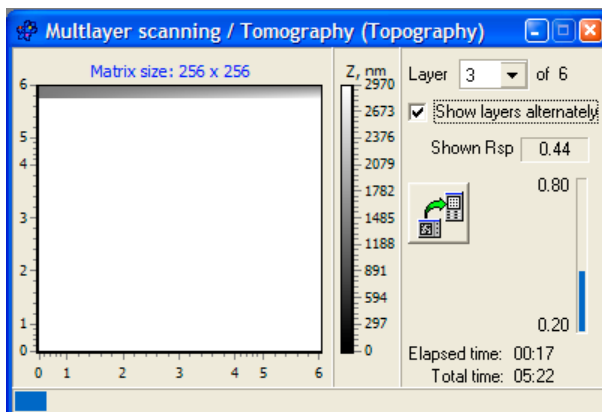 Multlayer scanning / Tomography (Topography)
Matrix size: 256 x 256
6
5
4
3
2
1
0
0 1 2 3 4 5 6
Z, nm
2970
2673
2376
2079
1782
1485
1188
891
594
297
0
Layer 3 of 6
Show layers alternately
Shown Rsp 0.44
0.80
0.20
Elapsed time: 00:17
Total time: 05:22